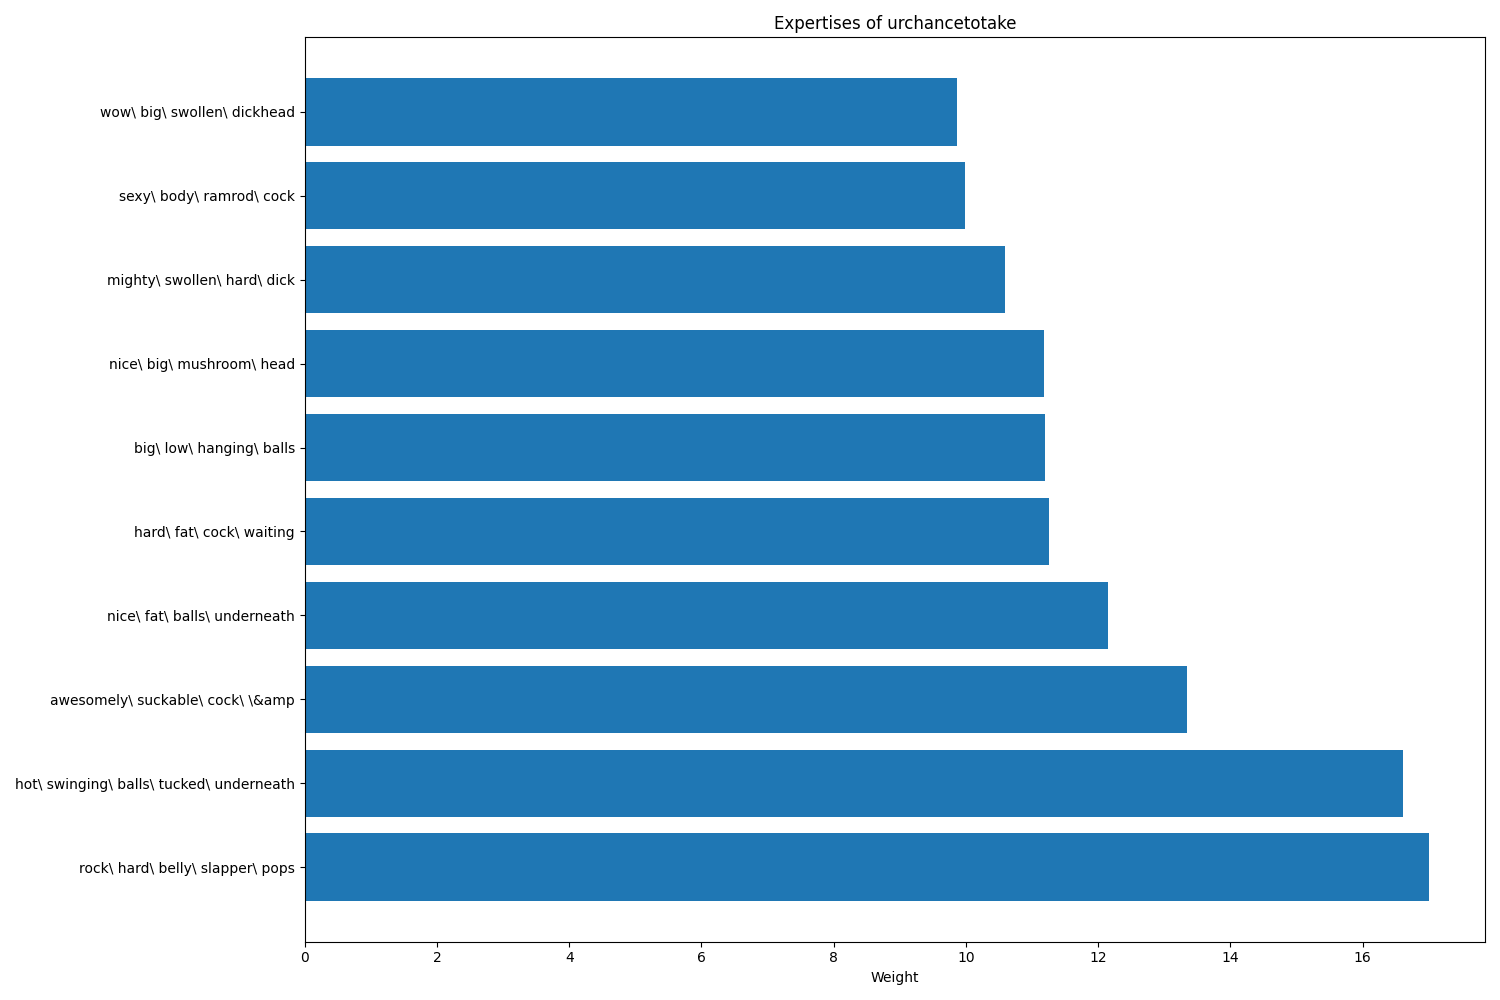 Expertises of urchancetotake
wow\ big\ swollen\ dickhead
sexy\ body\ ramrod\ cock
mighty\ swollen\ hard\ dick
nice\ big\ mushroom\ head
big\ low\ hanging\ balls
hard\ fat\ cock\ waiting
nice\ fat\ balls\ underneath
awesomely\ suckable\ cock\ \&amp
hot\ swinging\ balls\ tucked\ underneath
rock\ hard\ belly\ slapper\ pops
0 2 4 6 8 10 12 14 16
Weight